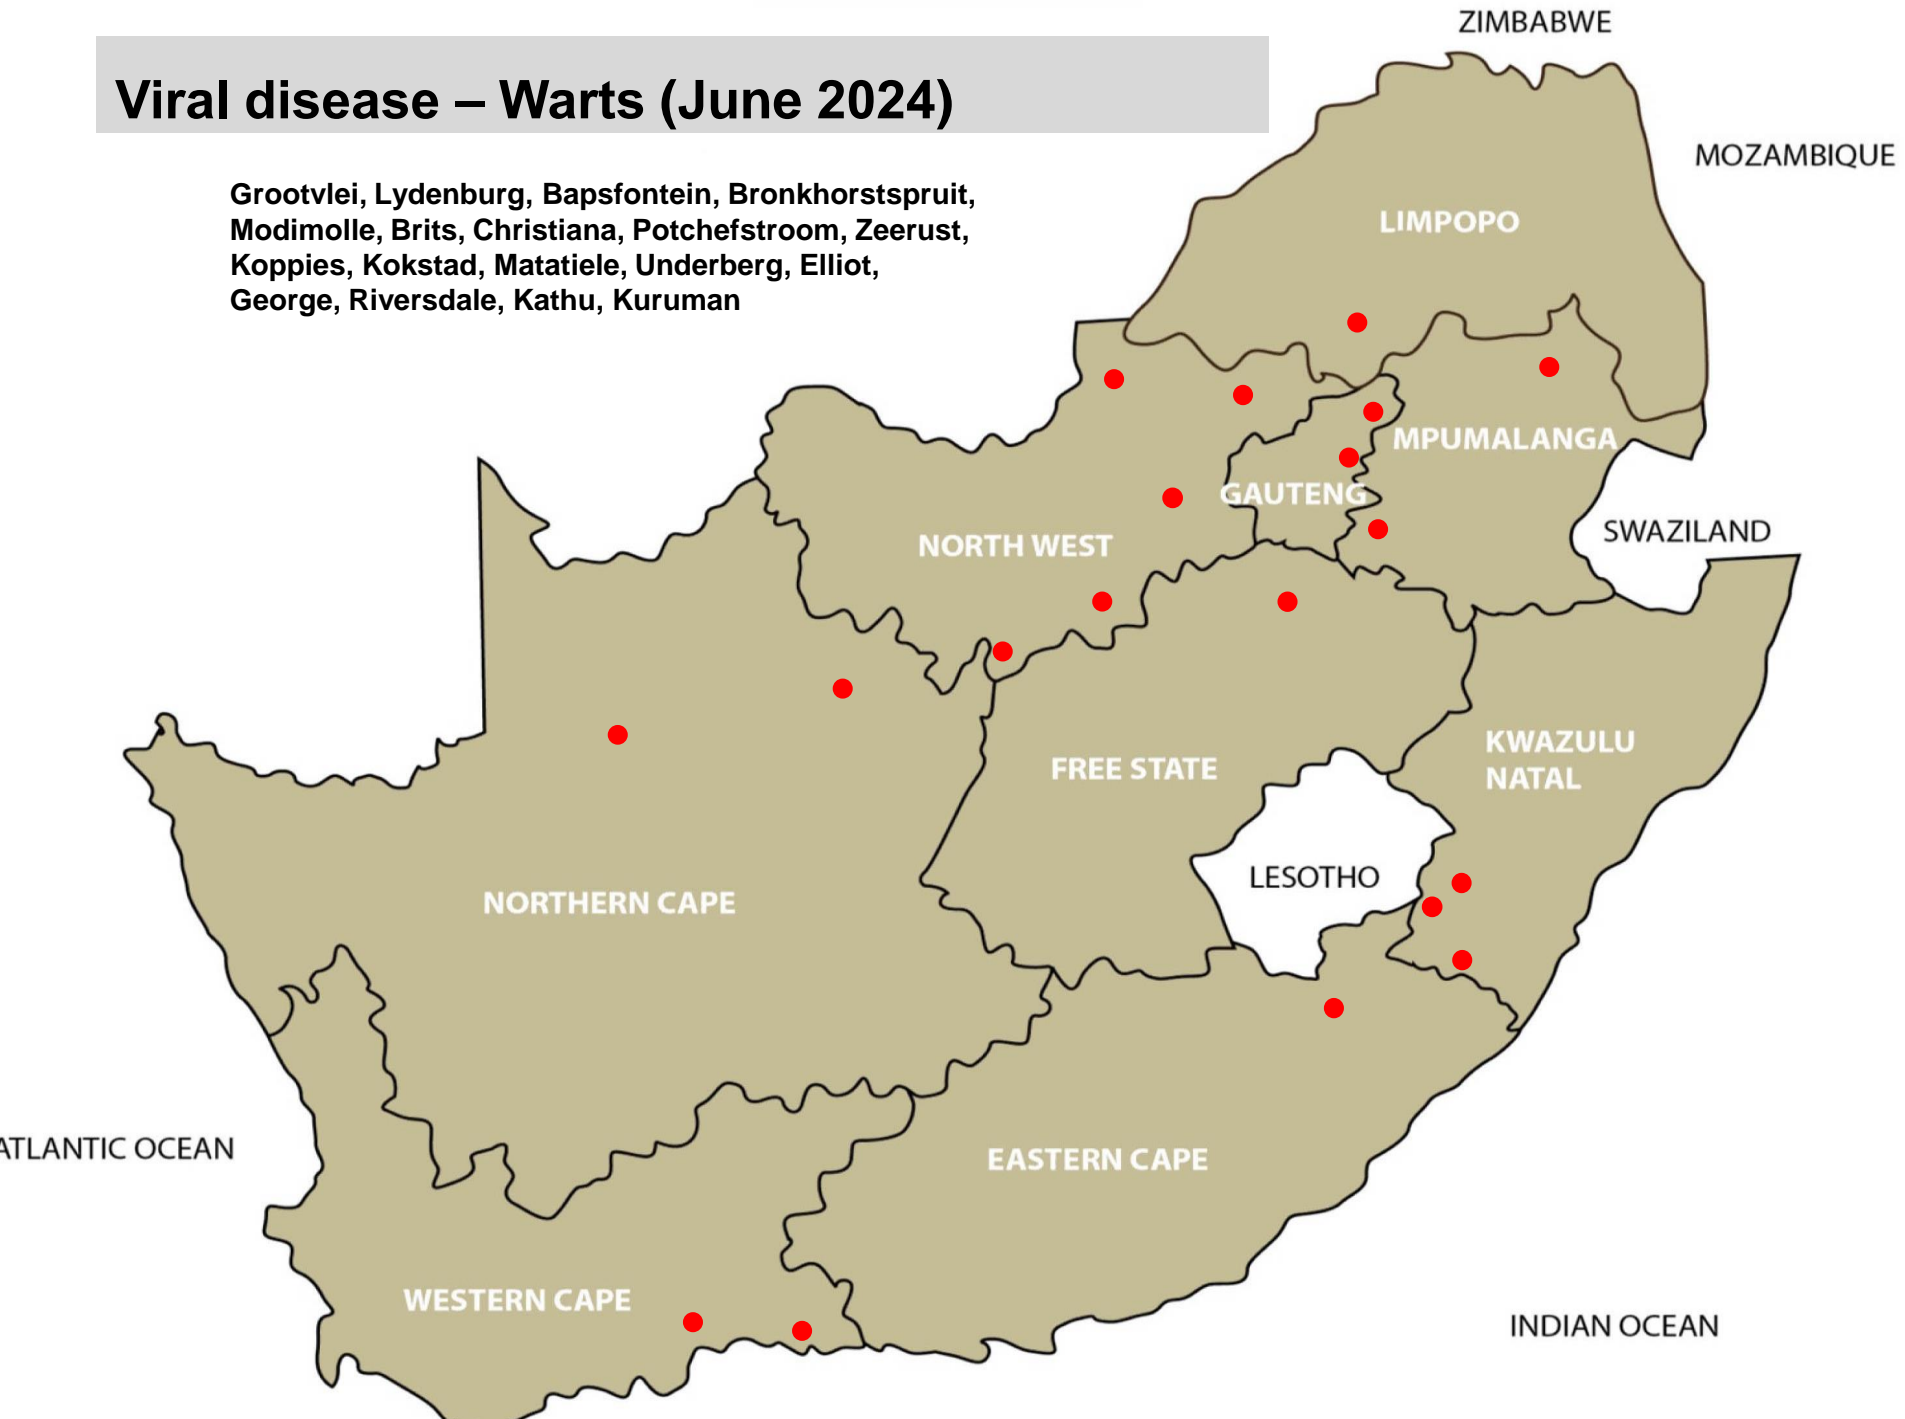 ZIMBABWE
Viral disease – Warts (June 2024)
MOZAMBIQUE
Grootvlei, Lydenburg, Bapsfontein, Bronkhorstspruit,
Modimolle, Brits, Christiana, Potchefstroom, Zeerust,
Koppies, Kokstad, Matatiele, Underberg, Elliot,
George, Riversdale, Kathu, Kuruman
LIMPOPO
MPUMALANGA
GAUTENG
SWAZILAND
NORTH WEST
KWAZULU
NATAL
FREE STATE
LESOTHO
NORTHERN CAPE
ATLANTIC OCEAN
EASTERN CAPE
WESTERN CAPE
INDIAN OCEAN